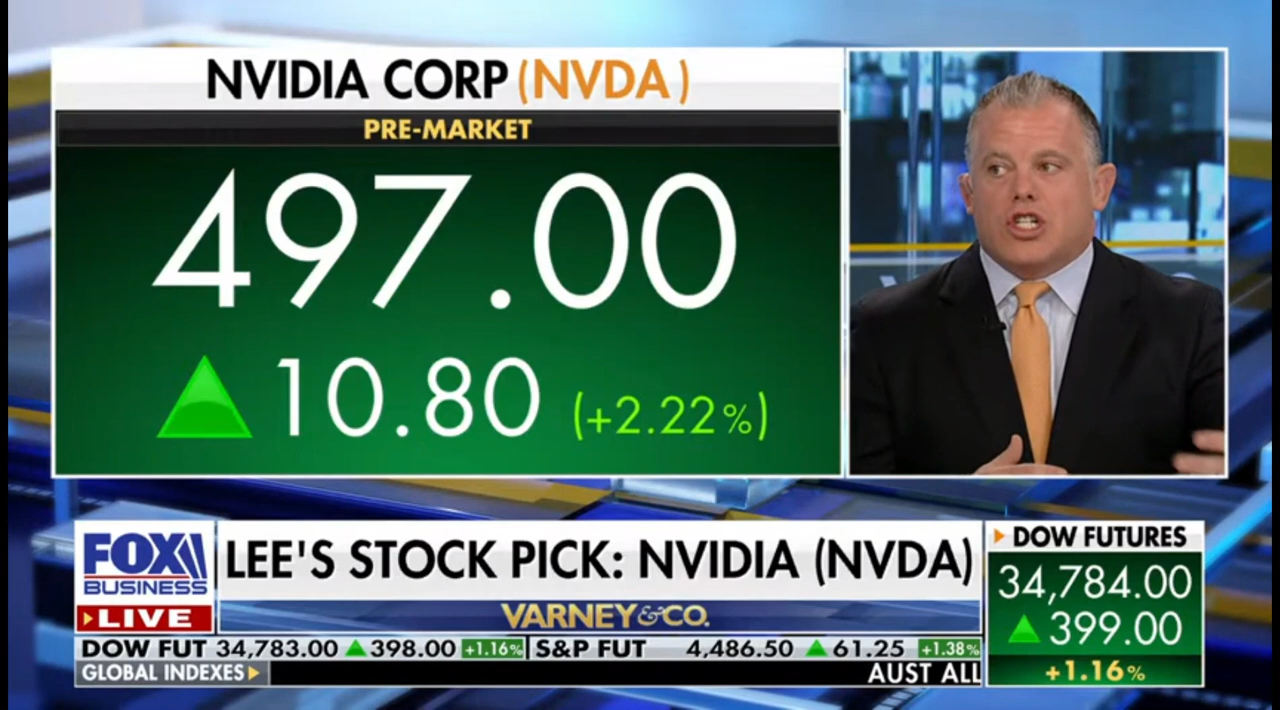 NVIDIA CORP (NVDA)
PRE-MARKET
497.00
▲ 10.80 (+2.22%)
FOX BUSINESS
LIVE
LEE'S STOCK PICK: NVIDIA (NVDA)
VARNEY & CO.
DOW FUTURES
34,784.00
▲ 399.00
+1.16%
DOW FUT 34,783.00 ▲ 398.00 +1.16% S&P FUT 4,486.50 ▲ 61.25 +1.38%
GLOBAL INDEXES AUST ALL